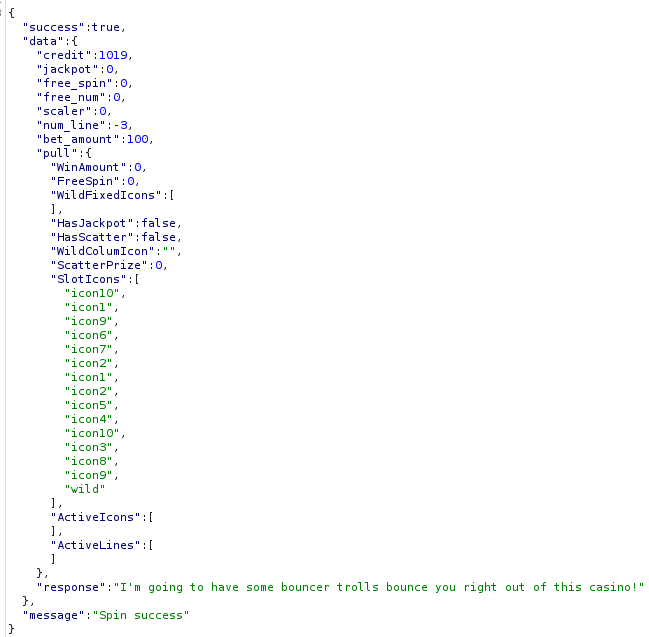 {
"success":true,
"data":{
"credit":1019,
"jackpot":0,
"free_spin":0,
"free_num":0,
"scaler":0,
"num_line":-3,
"bet_amount":100,
"pull":{
"WinAmount":0,
"FreeSpin":0,
"WildFixedIcons":[
],
"HasJackpot":false,
"HasScatter":false,
"WildColumIcon":"",
"ScatterPrize":0,
"SlotIcons":[
"icon10",
"icon1",
"icon9",
"icon6",
"icon7",
"icon2",
"icon1",
"icon2",
"icon5",
"icon4",
"icon10",
"icon3",
"icon8",
"icon9",
"wild"
],
"ActiveIcons":[
],
"ActiveLines":[
]
},
"response":"I'm going to have some bouncer trolls bounce you right out of this casino!"
},
"message":"Spin success"
}